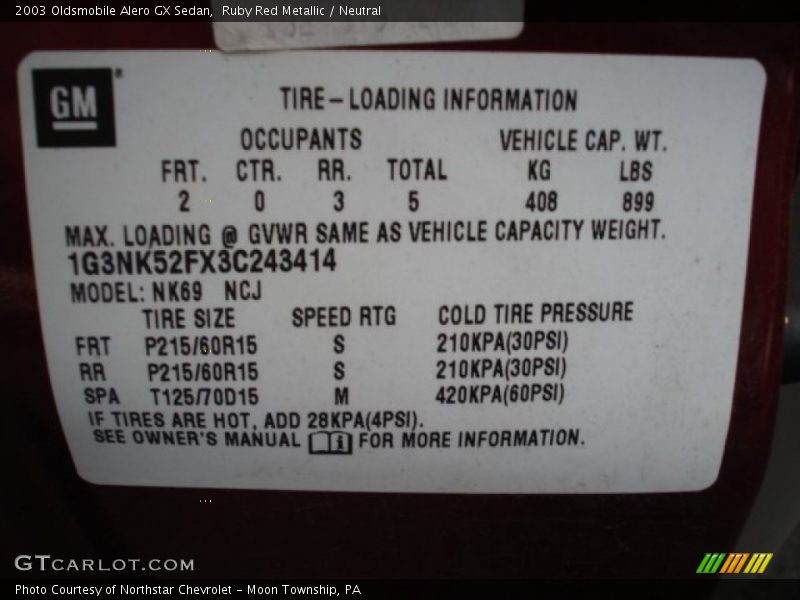 2003 Oldsmobile Alero GX Sedan, Ruby Red Metallic / Neutral
GM
TIRE-LOADING INFORMATION
OCCUPANTS VEHICLE CAP. WT.
FRT. CTR. RR. TOTAL KG LBS
2 0 3 5 408 899
MAX. LOADING @ GVWR SAME AS VEHICLE CAPACITY WEIGHT.
1G3NK52FX3C243414
MODEL: NK69 NCJ
TIRE SIZE SPEED RTG COLD TIRE PRESSURE
FRT P215/60R15 S 210KPA(30PSI)
RR P215/60R15 S 210KPA(30PSI)
SPA T125/70D15 M 420KPA(60PSI)
IF TIRES ARE HOT, ADD 28KPA(4PSI).
SEE OWNER'S MANUAL i FOR MORE INFORMATION.
GTCARLOT.COM
Photo Courtesy of Northstar Chevrolet - Moon Township, PA